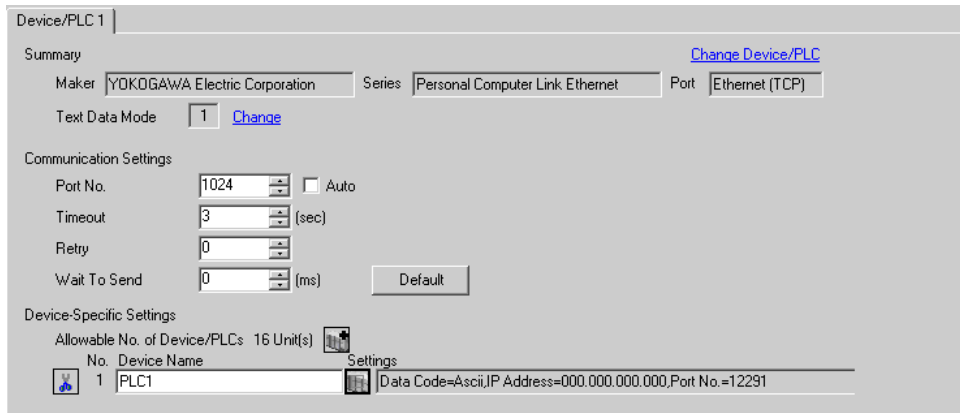 Device/PLC 1
Summary Change Device/PLC
Maker YOKOGAWA Electric Corporation Series Personal Computer Link Ethernet Port Ethernet (TCP)
Text Data Mode 1 Change
Communication Settings
Port No. 1024 Auto
Timeout 3 (sec)
Retry 0
Wait To Send 0 (ms) Default
Device-Specific Settings
Allowable No. of Device/PLCs 16 Unit(s)
No. Device Name Settings
1 PLC1 Data Code=Ascii,IP Address=000.000.000.000,Port No.=12291